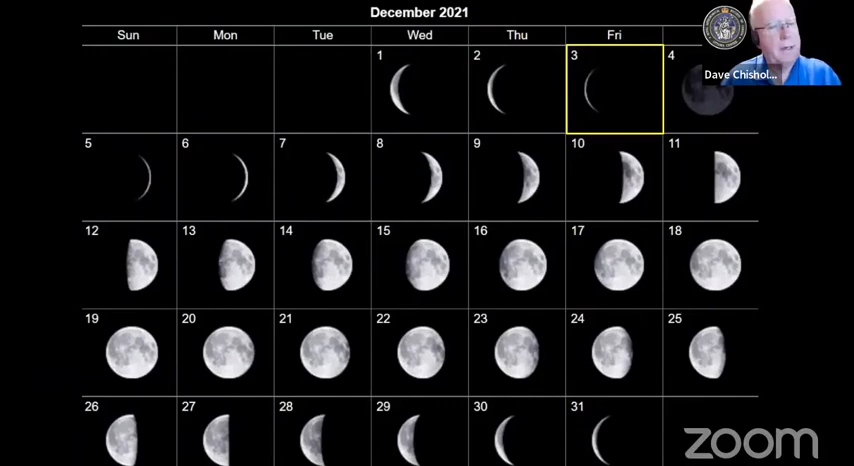 December 2021
Sun Mon Tue Wed Thu Fri
1 2 3 4
Dave Chishol...
5 6 7 8 9 10 11
12 13 14 15 16 17 18
19 20 21 22 23 24 25
26 27 28 29 30 31
zoom